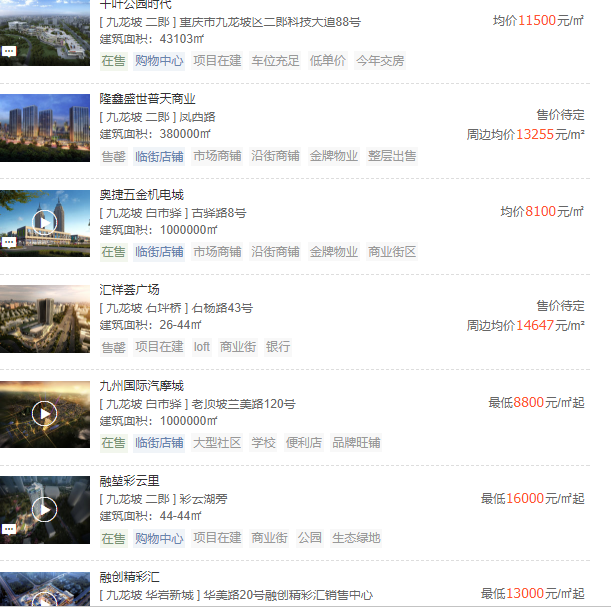 千叶公园时代
[ 九龙坡 二郎 ] 重庆市九龙坡区二郎科技大道88号
均价11500元/㎡
建筑面积：43103㎡
在售 购物中心 项目在建 车位充足 低单价 今年交房
隆鑫盛世普天商业
[ 九龙坡 二郎 ] 凤西路
售价待定
建筑面积：380000㎡
周边均价13255元/m²
售罄 临街店铺 市场商铺 沿街商铺 金牌物业 整层出售
奥捷五金机电城
[ 九龙坡 白市驿 ] 古驿路8号
均价8100元/㎡
建筑面积：1000000㎡
在售 临街店铺 市场商铺 沿街商铺 金牌物业 商业街区
汇祥荟广场
[ 九龙坡 石坪桥 ] 石杨路43号
售价待定
建筑面积：26-44㎡
周边均价14647元/m²
售罄 项目在建 loft 商业街 银行
九州国际汽摩城
[ 九龙坡 白市驿 ] 老顶坡兰美路120号
最低8800元/㎡起
建筑面积：1000000㎡
在售 临街店铺 大型社区 学校 便利店 品牌旺铺
融堃彩云里
[ 九龙坡 二郎 ] 彩云湖旁
最低16000元/㎡起
建筑面积：44-44㎡
在售 购物中心 项目在建 商业街 公园 生态绿地
融创精彩汇
[ 九龙坡 华岩新城 ] 华美路20号融创精彩汇销售中心
最低13000元/㎡起